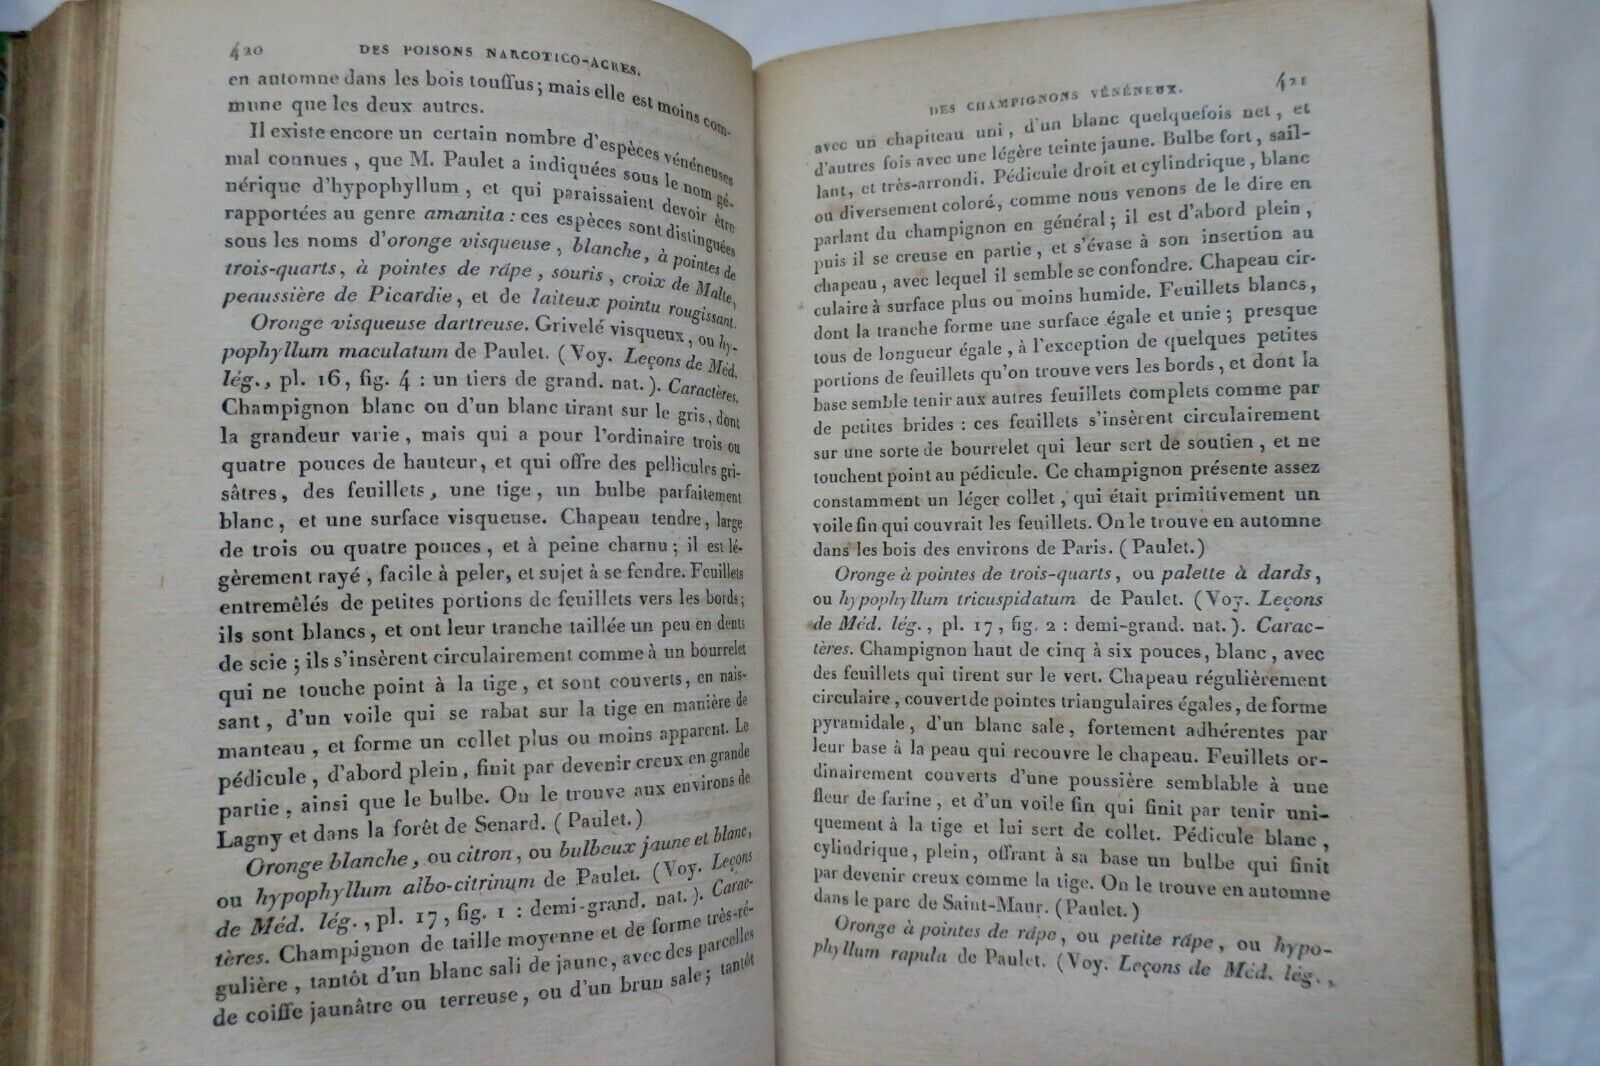 420 DES POISONS NARCOTICO-ACRES.
en automne dans les bois touffus ; mais elle est moins com-
mune que les deux autres.
Il existe encore un certain nombre d'espèces vénéneuses
mal connues, que M. Paulet a indiquées sous le nom gé-
nérique d'hypophyllum, et qui paraissaient devoir être
rapportées au genre amanita : ces espèces sont distinguées
sous les noms d'oronge visqueuse, blanche, à pointes de
trois-quarts, à pointes de râpe, souris, croix de Malte,
peaussière de Picardie, et de laiteux pointu rougissant.
Oronge visqueuse dartreuse. Grivelé visqueux, ou hy-
pophyllum maculatum de Paulet. (Voy. Leçons de Méd.
lég., pl. 16, fig. 4 : un tiers de grand. nat.). Caractères.
Champignon blanc ou d'un blanc tirant sur le gris, dont
la grandeur varie, mais qui a pour l'ordinaire trois ou
quatre pouces de hauteur, et qui offre des pellicules gri-
sâtres, des feuillets, une tige, un bulbe parfaitement
blanc, et une surface visqueuse. Chapeau tendre, large
de trois ou quatre pouces, et à peine charnu ; il est lé-
gèrement rayé, facile à peler, et sujet à se fendre. Feuillets
entremêlés de petites portions de feuillets vers les bords ;
ils sont blancs, et ont leur tranche taillée un peu en dents
de scie ; ils s'insèrent circulairement comme à un bourrelet
qui ne touche point à la tige, et sont couverts, en nais-
sant, d'un voile qui se rabat sur la tige en manière de
manteau, et forme un collet plus ou moins apparent. Le
pédicule, d'abord plein, finit par devenir creux en grande
partie, ainsi que le bulbe. On le trouve aux environs de
Lagny et dans la forêt de Senard. (Paulet.)
Oronge blanche, ou citron, ou bulbeux jaune et blanc,
ou hypophyllum albo-citrinum de Paulet. (Voy. Leçons
de Méd. lég., pl. 17, fig. 1 : demi-grand. nat.). Carac-
tères. Champignon de taille moyenne et de forme très-ré-
gulière, tantôt d'un blanc sali de jaune, avec des parcelles
de coiffe jaunâtre ou terreuse, ou d'un brun sale ; tantôt
DES CHAMPIGNONS VÉNÉNEUX. 421
avec un chapiteau uni, d'un blanc quelquefois net, et
d'autres fois avec une légère teinte jaune. Bulbe fort, sail-
lant, et très-arrondi. Pédicule droit et cylindrique, blanc
ou diversement coloré, comme nous venons de le dire en
parlant du champignon en général ; il est d'abord plein,
puis il se creuse en partie, et s'évase à son insertion au
chapeau, avec lequel il semble se confondre. Chapeau cir-
culaire à surface plus ou moins humide. Feuillets blancs,
dont la tranche forme une surface égale et unie ; presque
tous de longueur égale, à l'exception de quelques petites
portions de feuillets qu'on trouve vers les bords, et dont la
base semble tenir aux autres feuillets complets comme par
de petites brides : ces feuillets s'insèrent circulairement
sur une sorte de bourrelet qui leur sert de soutien, et ne
touchent point au pédicule. Ce champignon présente assez
constamment un léger collet, qui était primitivement un
voile fin qui couvrait les feuillets. On le trouve en automne
dans les bois des environs de Paris. (Paulet.)
Oronge à pointes de trois-quarts, ou palette à dards,
ou hypophyllum tricuspidatum de Paulet. (Voy. Leçons
de Méd. lég., pl. 17, fig. 2 : demi-grand. nat.). Carac-
tères. Champignon haut de cinq à six pouces, blanc, avec
des feuillets qui tirent sur le vert. Chapeau régulièrement
circulaire, couvert de pointes triangulaires égales, de forme
pyramidale, d'un blanc sale, fortement adhérentes par
leur base à la peau qui recouvre le chapeau. Feuillets or-
dinairement couverts d'une poussière semblable à une
fleur de farine, et d'un voile fin qui finit par tenir uni-
quement à la tige et lui sert de collet. Pédicule blanc,
cylindrique, plein, offrant à sa base un bulbe qui finit
par devenir creux comme la tige. On le trouve en automne
dans le parc de Saint-Maur. (Paulet.)
Oronge à pointes de râpe, ou petite râpe, ou hypo-
phyllum rapula de Paulet. (Voy. Leçons de Méd. lég.,